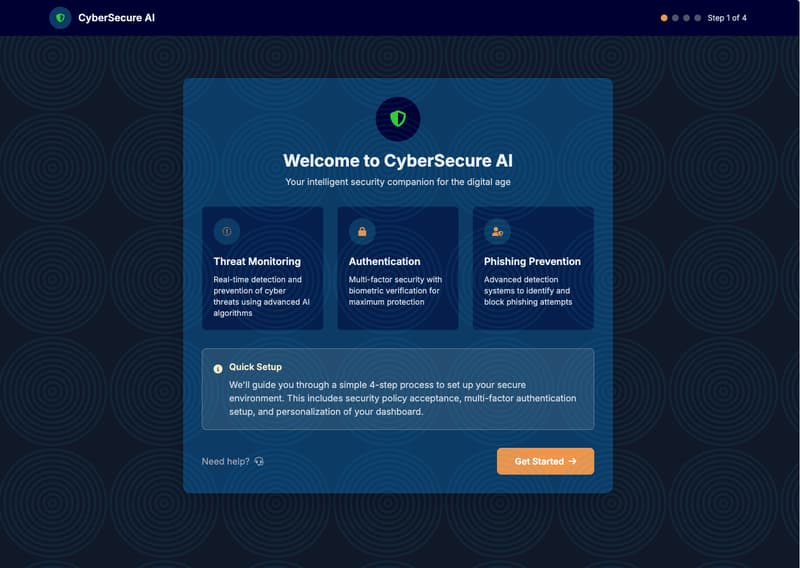 CyberSecure AI
Step 1 of 4
Welcome to CyberSecure AI
Your intelligent security companion for the digital age
Threat Monitoring
Real-time detection and
prevention of cyber
threats using advanced AI
algorithms
Authentication
Multi-factor security with
biometric verification for
maximum protection
Phishing Prevention
Advanced detection
systems to identify and
block phishing attempts
Quick Setup
We'll guide you through a simple 4-step process to set up your secure
environment. This includes security policy acceptance, multi-factor authentication
setup, and personalization of your dashboard.
Need help?
Get Started →